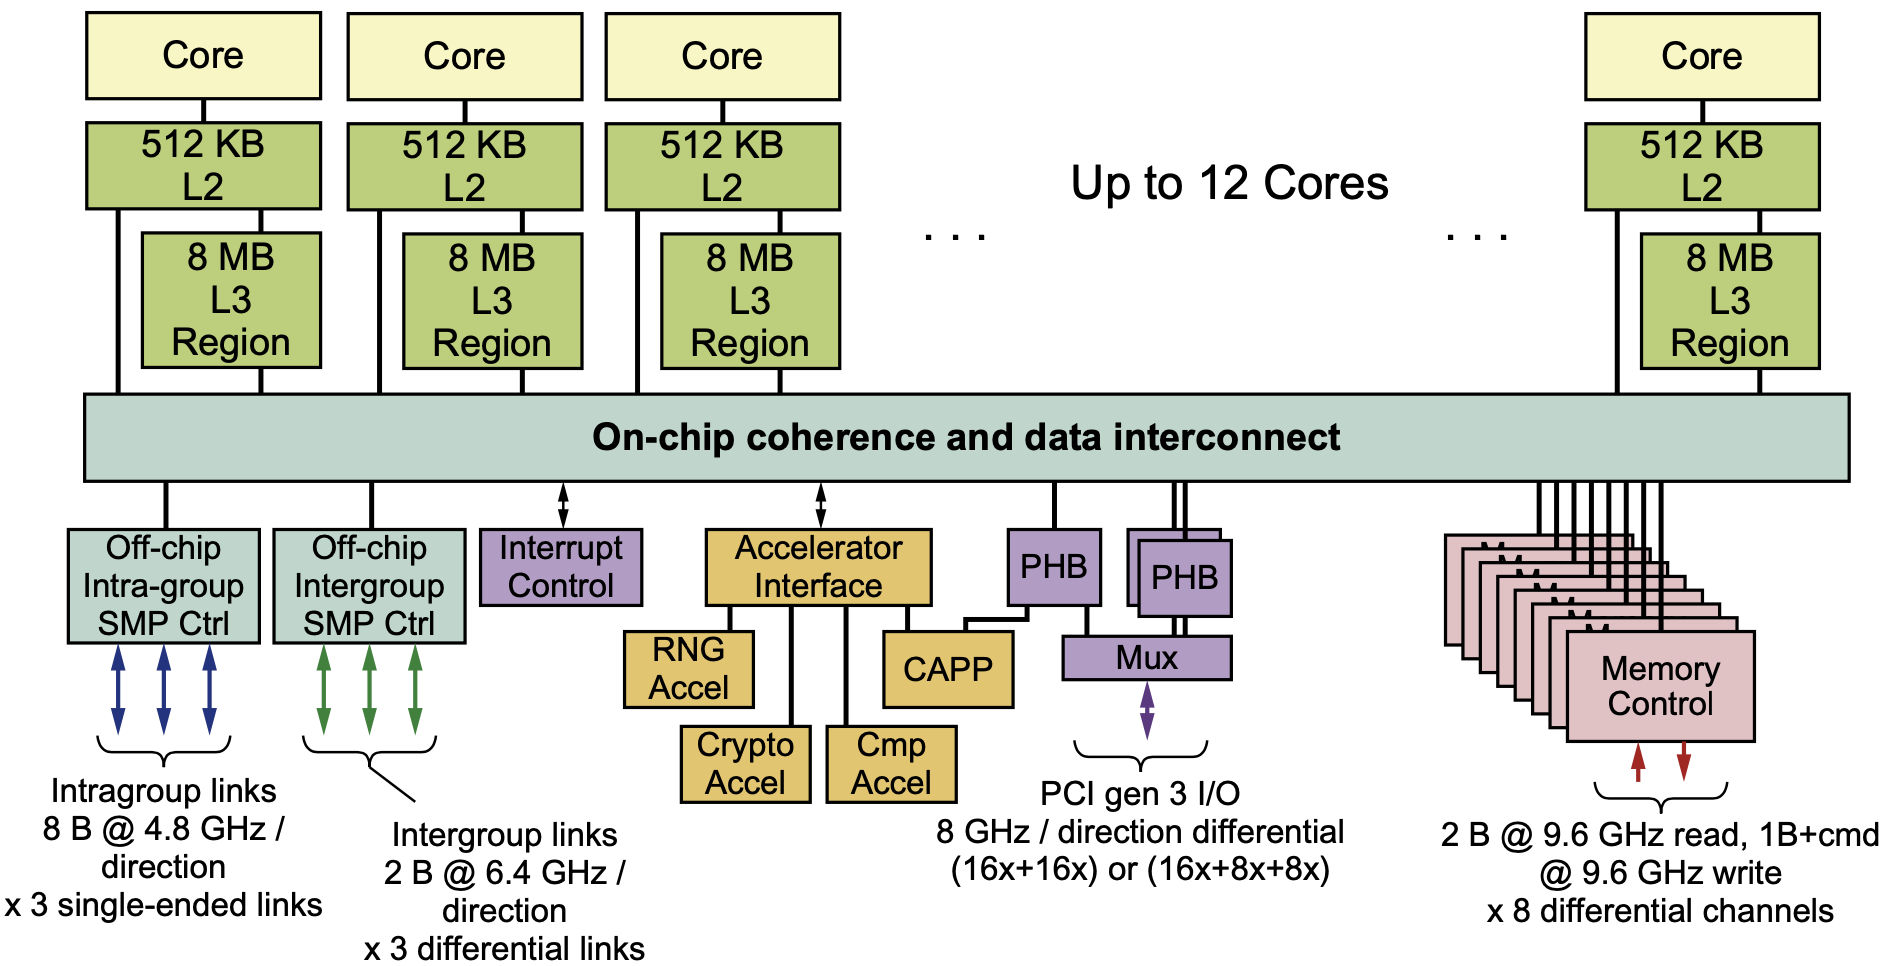 Core
Core
Core
Core
512 KB
L2
512 KB
L2
512 KB
L2
512 KB
L2
Up to 12 Cores
. . .
. . .
8 MB
L3
Region
8 MB
L3
Region
8 MB
L3
Region
8 MB
L3
Region
On-chip coherence and data interconnect
Off-chip
Intra-group
SMP Ctrl
Off-chip
Intergroup
SMP Ctrl
Interrupt
Control
Accelerator
Interface
PHB
PHB
RNG
Accel
CAPP
Mux
Crypto
Accel
Cmp
Accel
Memory
Control
Intragroup links
8 B @ 4.8 GHz /
direction
x 3 single-ended links
Intergroup links
2 B @ 6.4 GHz /
direction
x 3 differential links
PCI gen 3 I/O
8 GHz / direction differential
(16x+16x) or (16x+8x+8x)
2 B @ 9.6 GHz read, 1B+cmd
@ 9.6 GHz write
x 8 differential channels